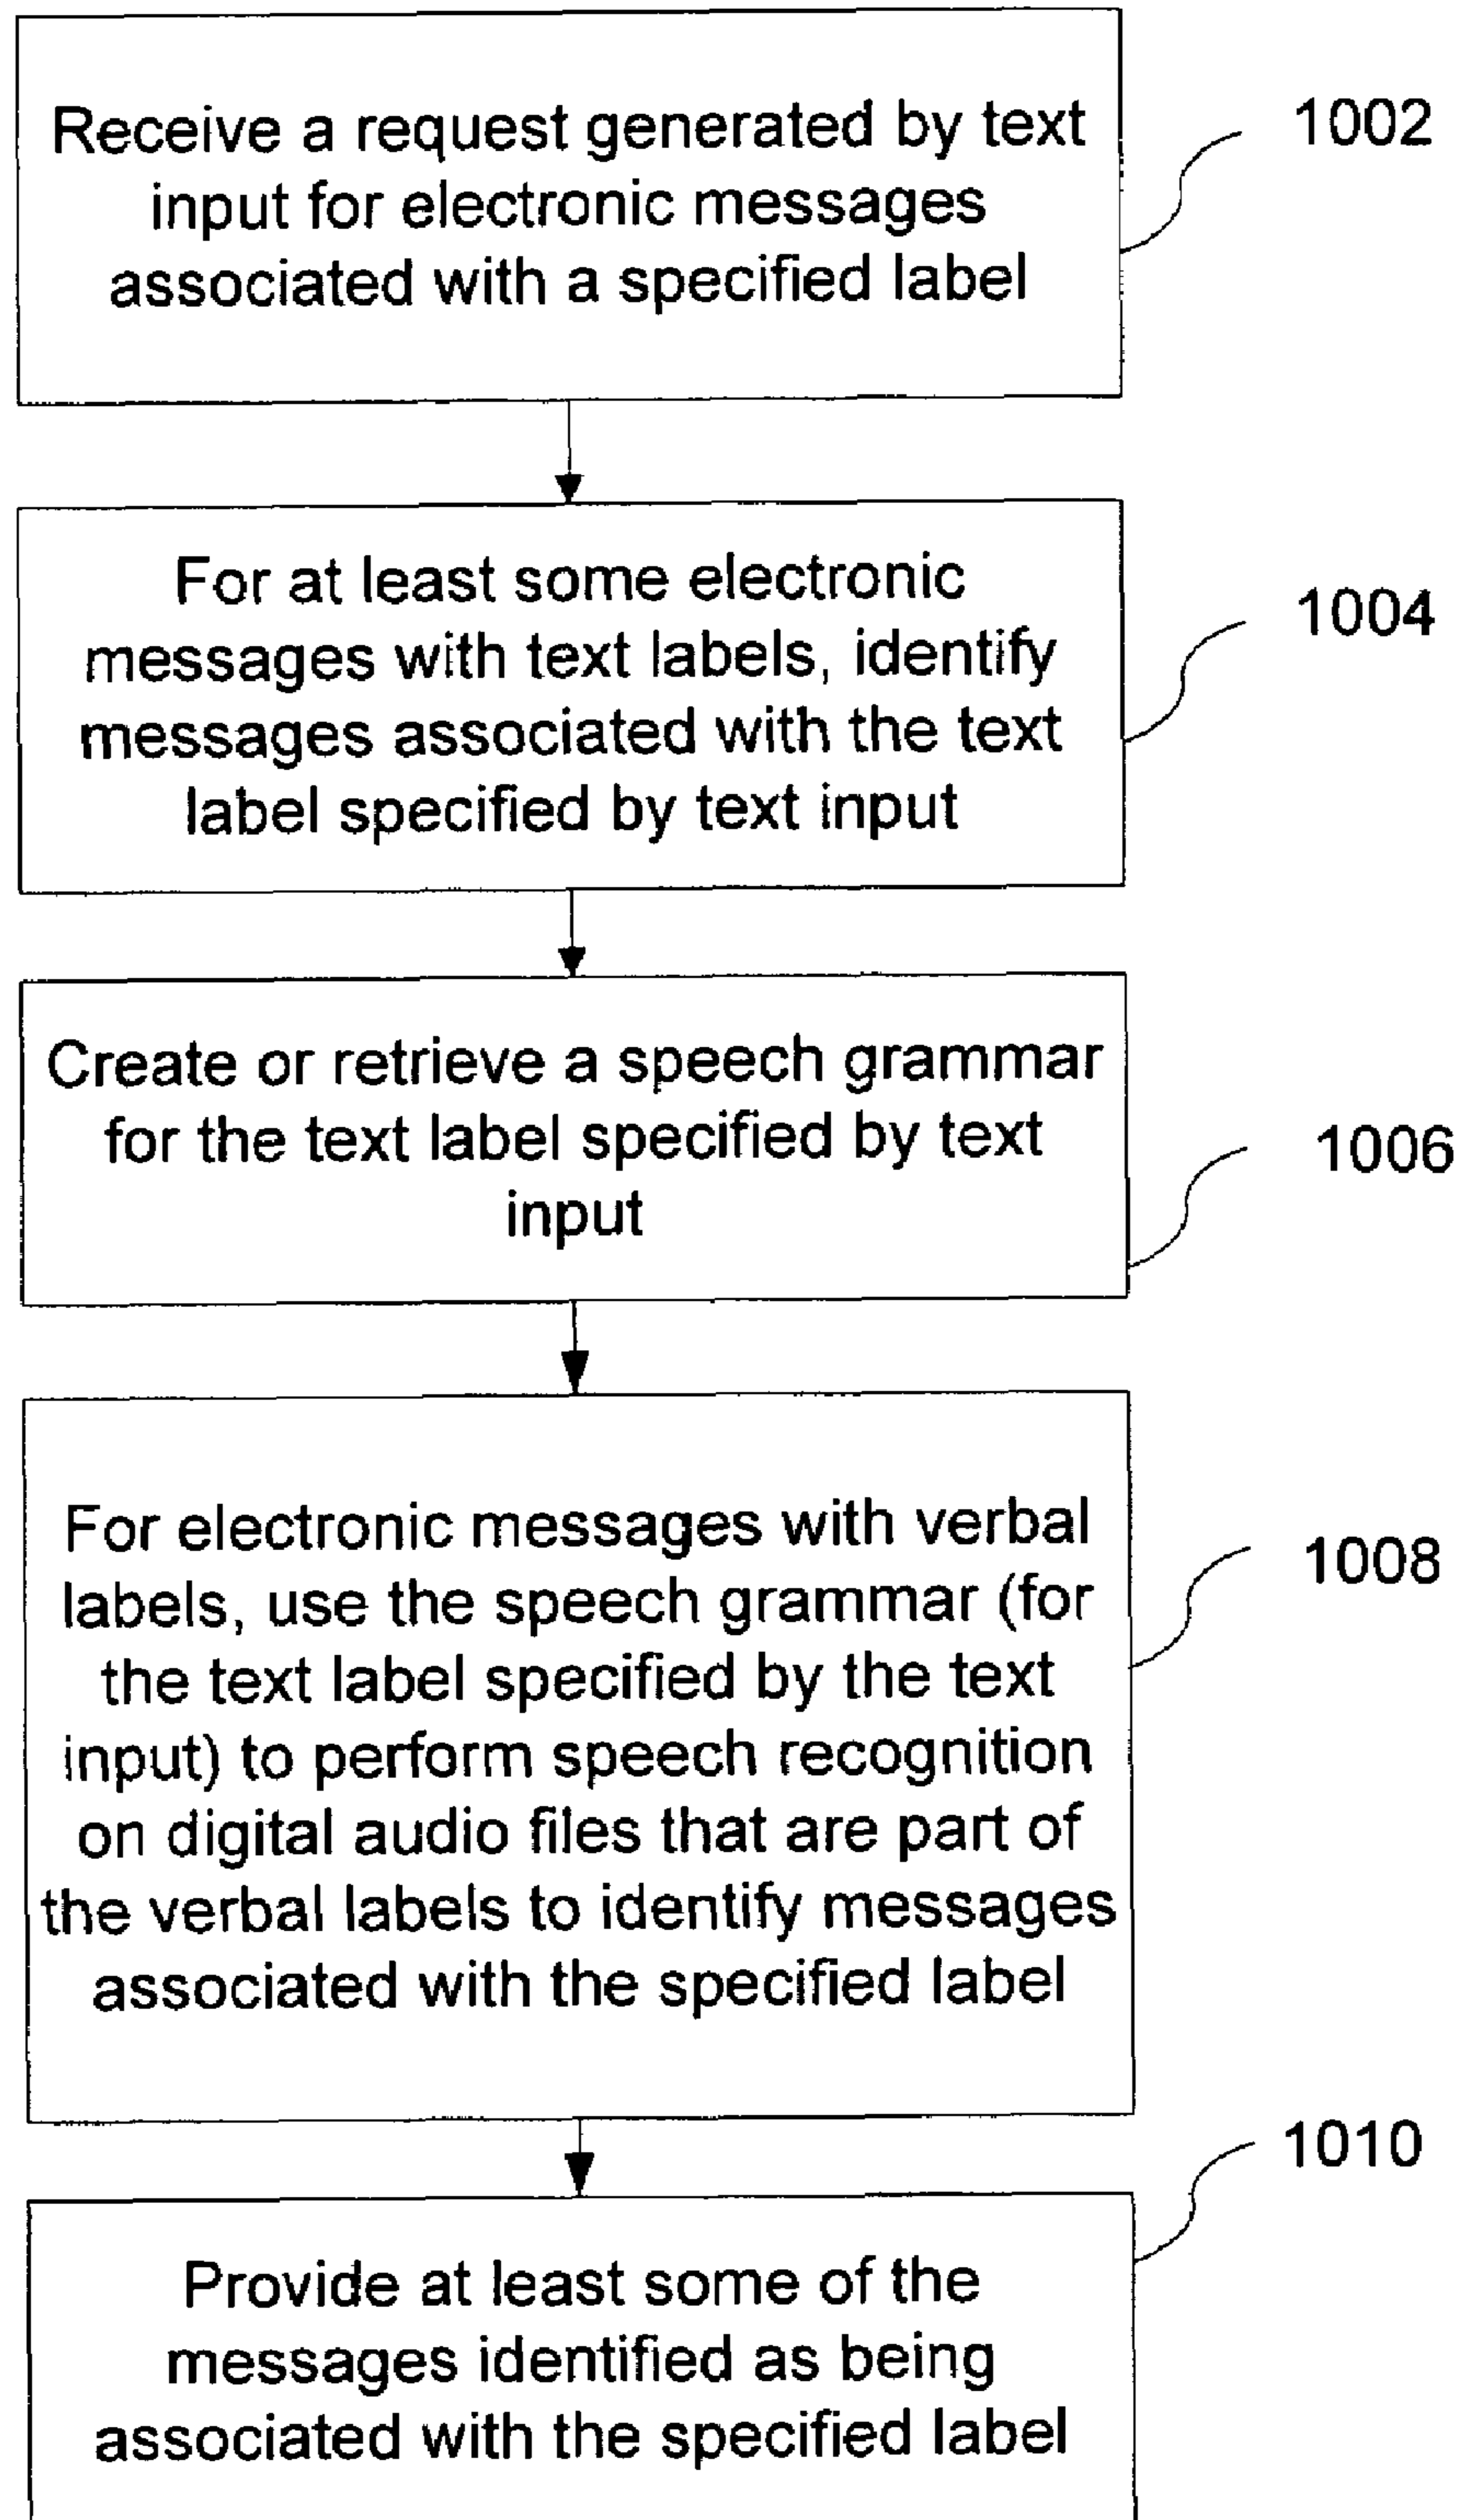 Receive a request generated by text
input for electronic messages
associated with a specified label
1002
For at least some electronic
messages with text labels, identify
messages associated with the text
label specified by text input
1004
Create or retrieve a speech grammar
for the text label specified by text
input
1006
For electronic messages with verbal
labels, use the speech grammar (for
the text label specified by the text
input) to perform speech recognition
on digital audio files that are part of
the verbal labels to identify messages
associated with the specified label
1008
Provide at least some of the
messages identified as being
associated with the specified label
1010